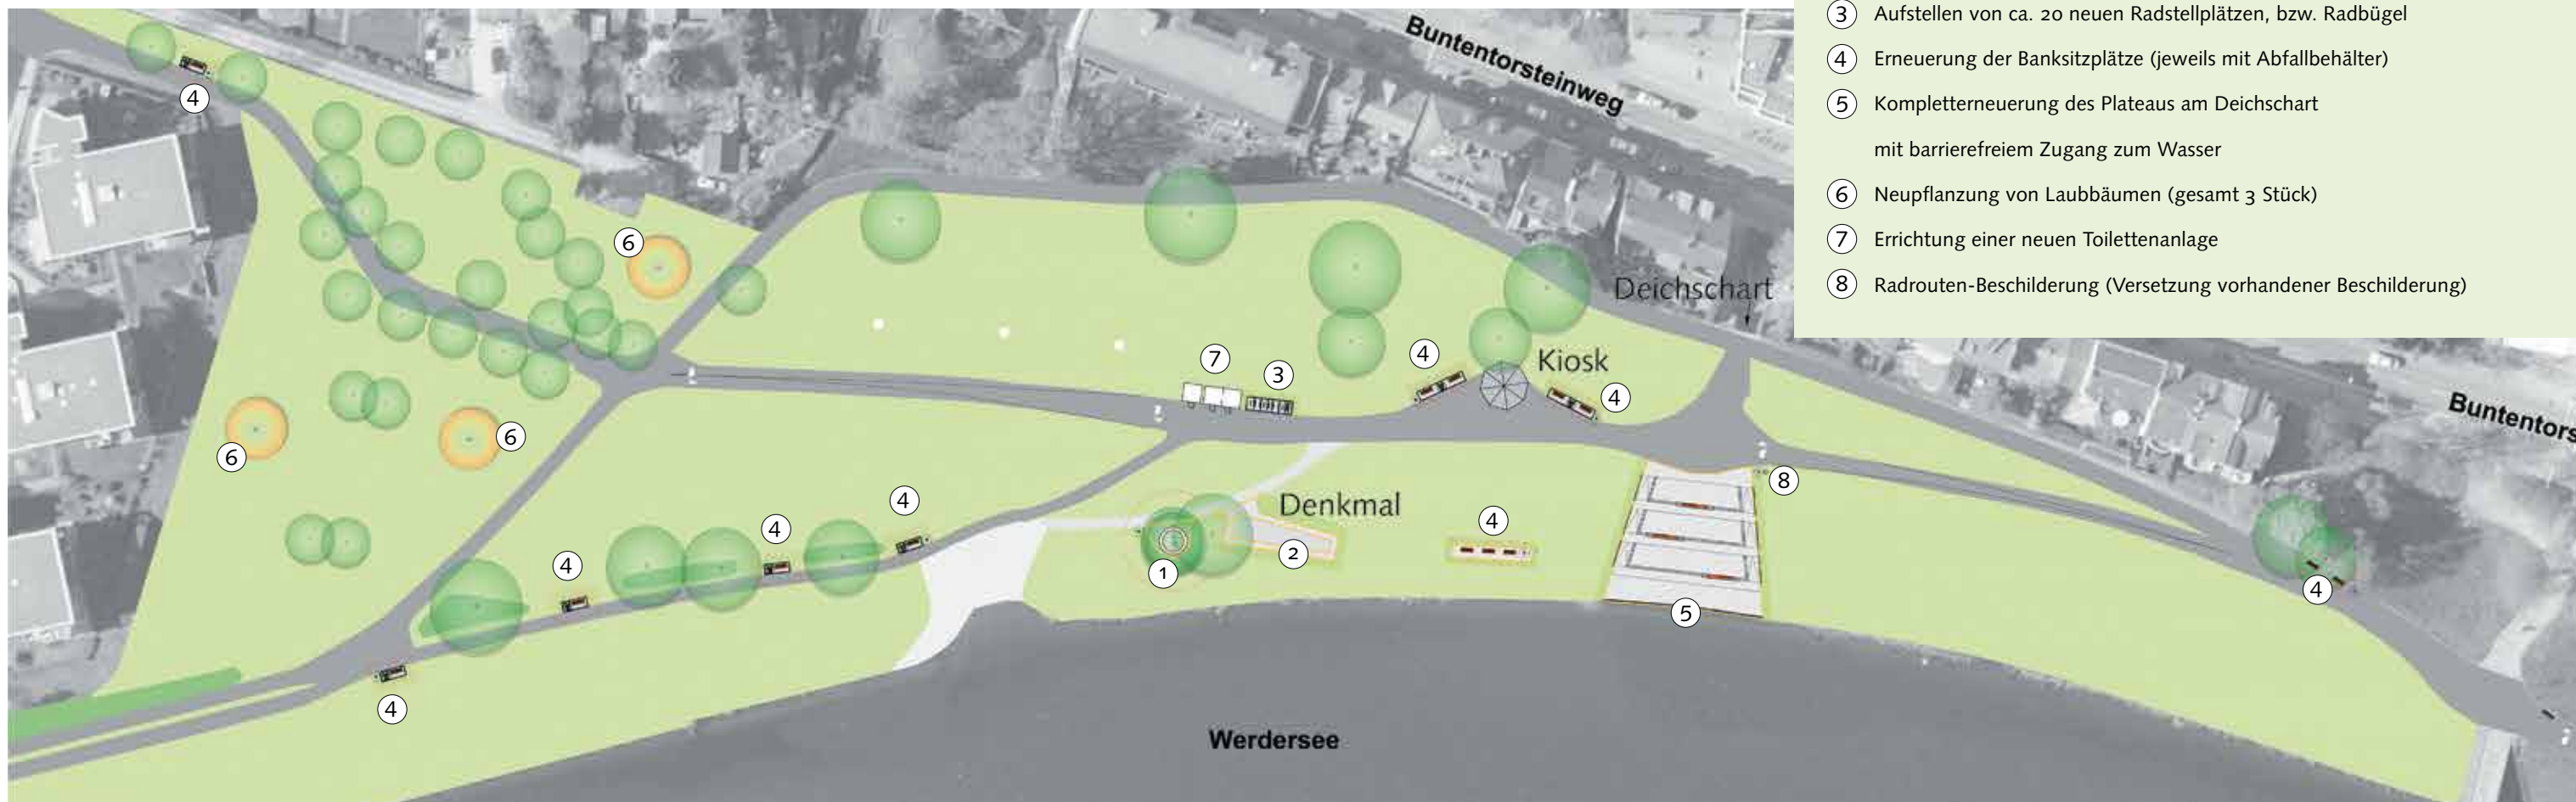 Buntentorsteinweg
③ Aufstellen von ca. 20 neuen Radstellplätzen, bzw. Radbügel
④ Erneuerung der Banksitzplätze (jeweils mit Abfallbehälter)
⑤ Kompletterneuerung des Plateaus am Deichschart
mit barrierefreiem Zugang zum Wasser
⑥ Neupflanzung von Laubbäumen (gesamt 3 Stück)
⑦ Errichtung einer neuen Toilettenanlage
⑧ Radrouten-Beschilderung (Versetzung vorhandener Beschilderung)
4
6
Deichschart
7
3
4
Kiosk
4
Buntentors
6
6
8
4
4
4
Denkmal
4
2
1
5
4
4
Werdersee